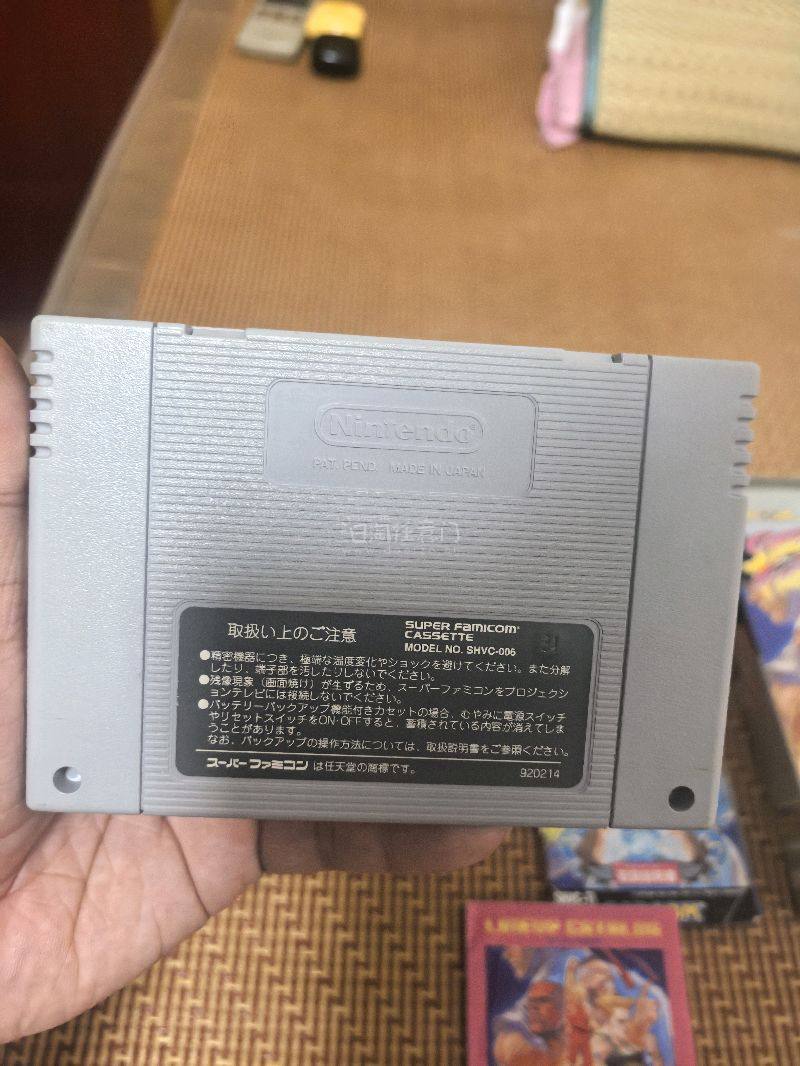 Nintendo
PAT. PEND. MADE IN JAPAN
取扱い上のご注意
SUPER FAMICOM
CASSETTE
MODEL NO. SHVC-006
●精密機器につき、極端な温度変化やショックを避けてください。また分解
したり、端子部を汚したりしないでください。
●残像現象（画面焼け）が生ずるため、スーパーファミコンをプロジェクシ
ョンテレビには接続しないでください。
●バッテリーバックアップ機能付きカセットの場合、むやみに電源スイッチ
やリセットスイッチをON・OFFすると、蓄積されている内容が消えてしま
うことがあります。
なお、バックアップの操作方法については、取扱説明書をご参照ください。
スーパーファミコン は任天堂の商標です。
920214